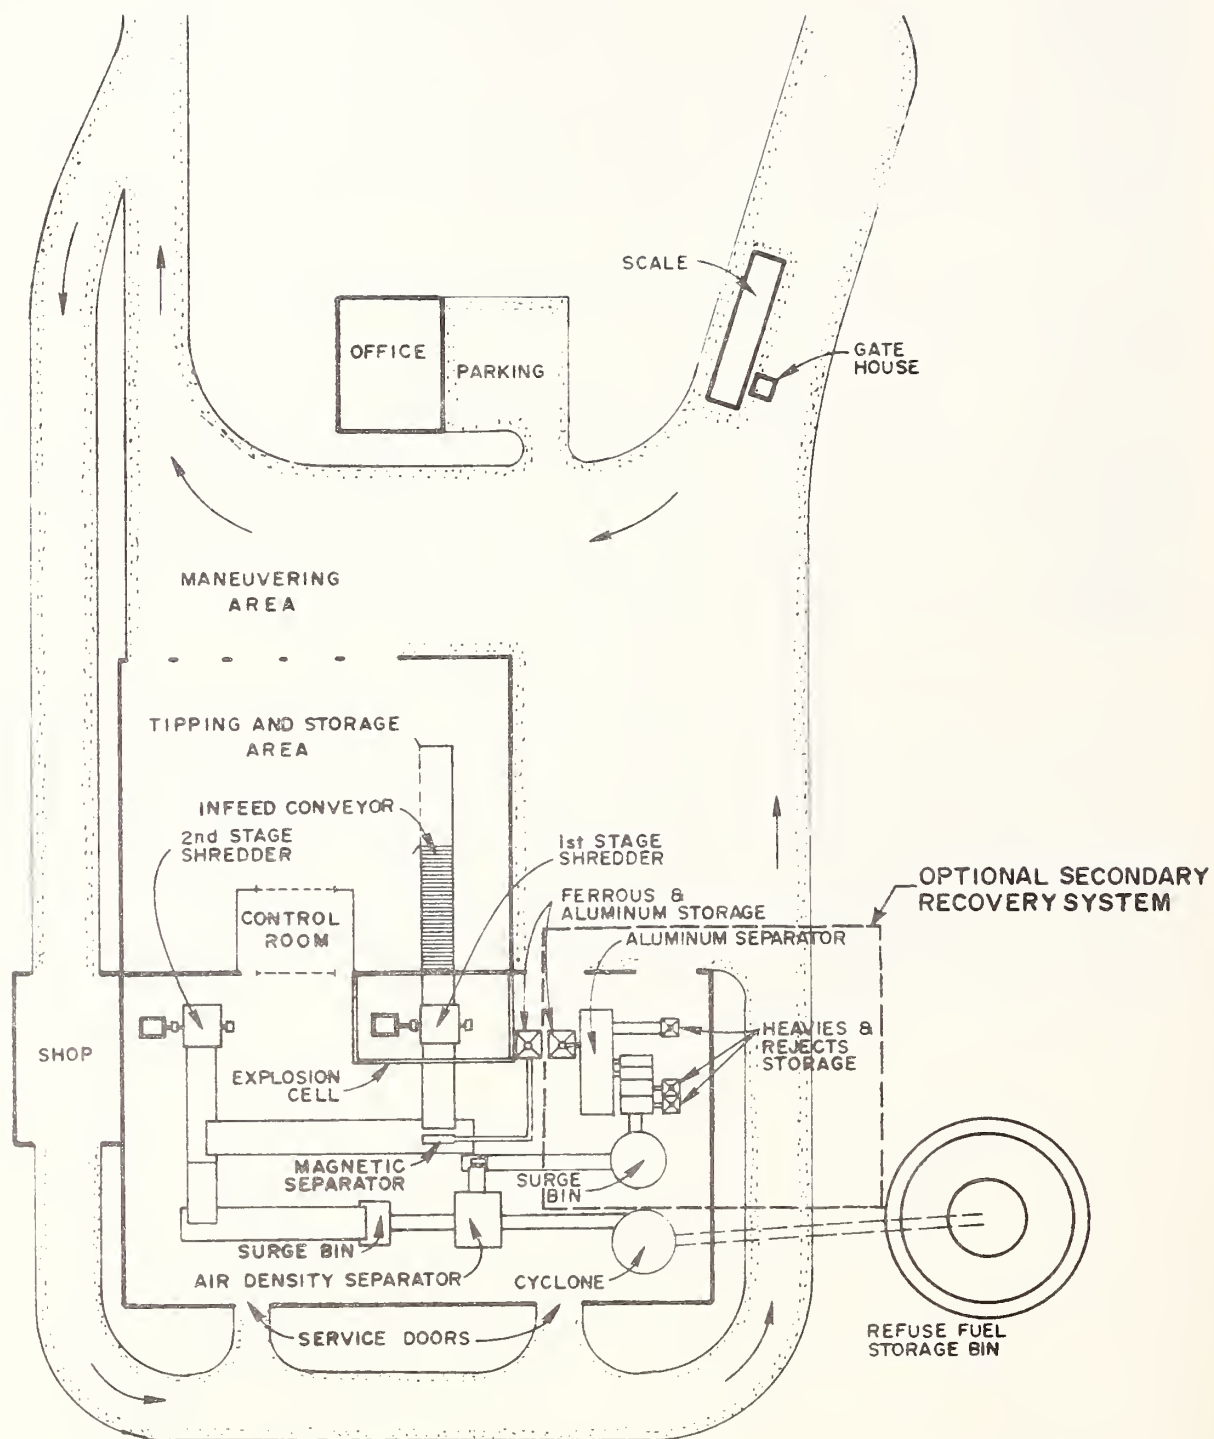 SCALE
GATE
HOUSE
OFFICE
PARKING
MANEUVERING
AREA
TIPPING AND STORAGE
AREA
INFEED CONVEYOR
2nd STAGE
SHREDDER
1st STAGE
SHREDDER
OPTIONAL SECONDARY
RECOVERY SYSTEM
FERROUS &
ALUMINUM STORAGE
CONTROL
ROOM
ALUMINUM SEPARATOR
SHOP
HEAVIES &
REJECTS
STORAGE
EXPLOSION
CELL
MAGNETIC
SEPARATOR
SURGE
BIN
SURGE BIN
AIR DENSITY SEPARATOR
CYCLONE
SERVICE DOORS
REFUSE FUEL
STORAGE BIN